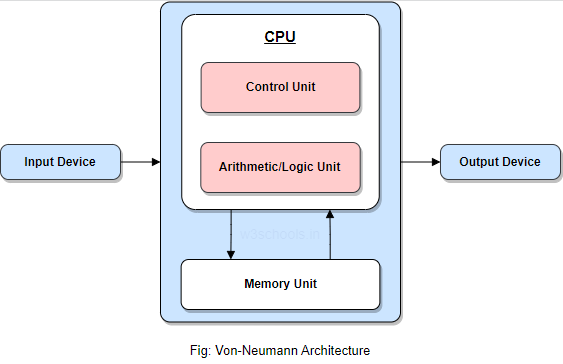 CPU
Control Unit
Input Device
Arithmetic/Logic Unit
Output Device
w3schools.in
Memory Unit
Fig: Von-Neumann Architecture